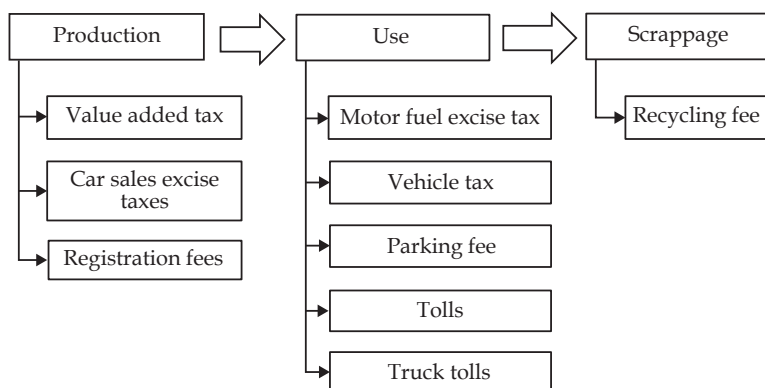 Production
Use
Scrappage
Value added tax
Car sales excise
taxes
Registration fees
Motor fuel excise tax
Vehicle tax
Parking fee
Tolls
Truck tolls
Recycling fee